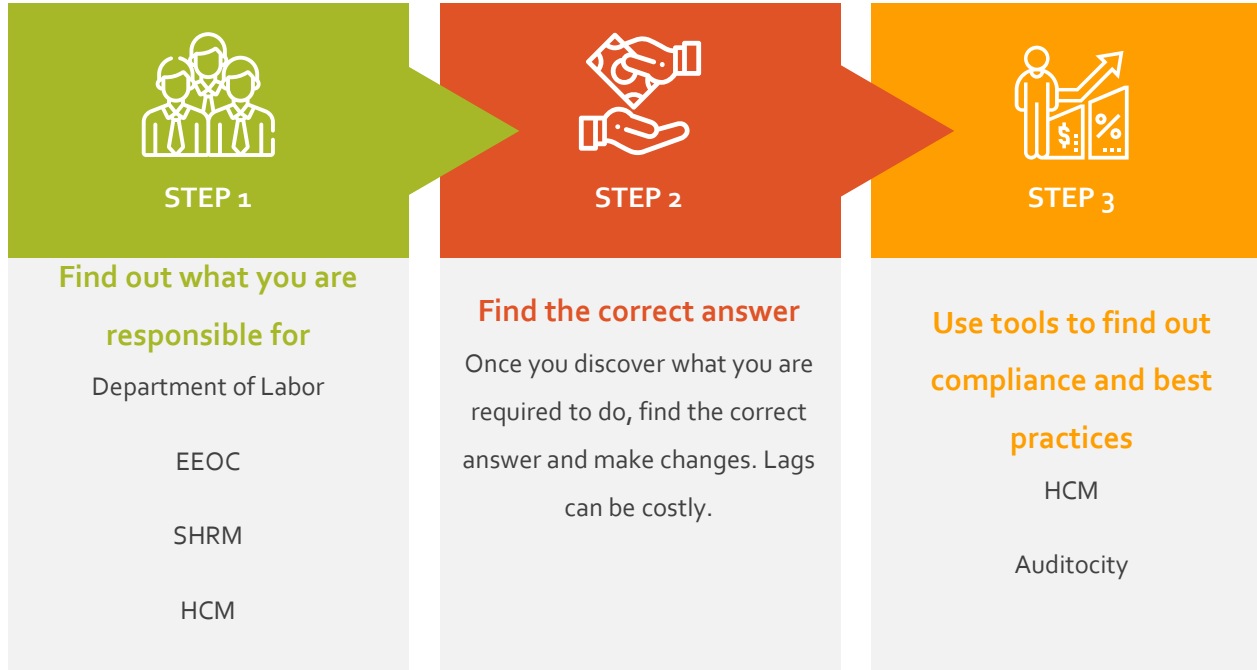 STEP 1
Find out what you are
responsible for
Department of Labor
EEOC
SHRM
HCM
STEP 2
Find the correct answer
Once you discover what you are
required to do, find the correct
answer and make changes. Lags
can be costly.
$
%
STEP 3
Use tools to find out
compliance and best
practices
HCM
Auditocity